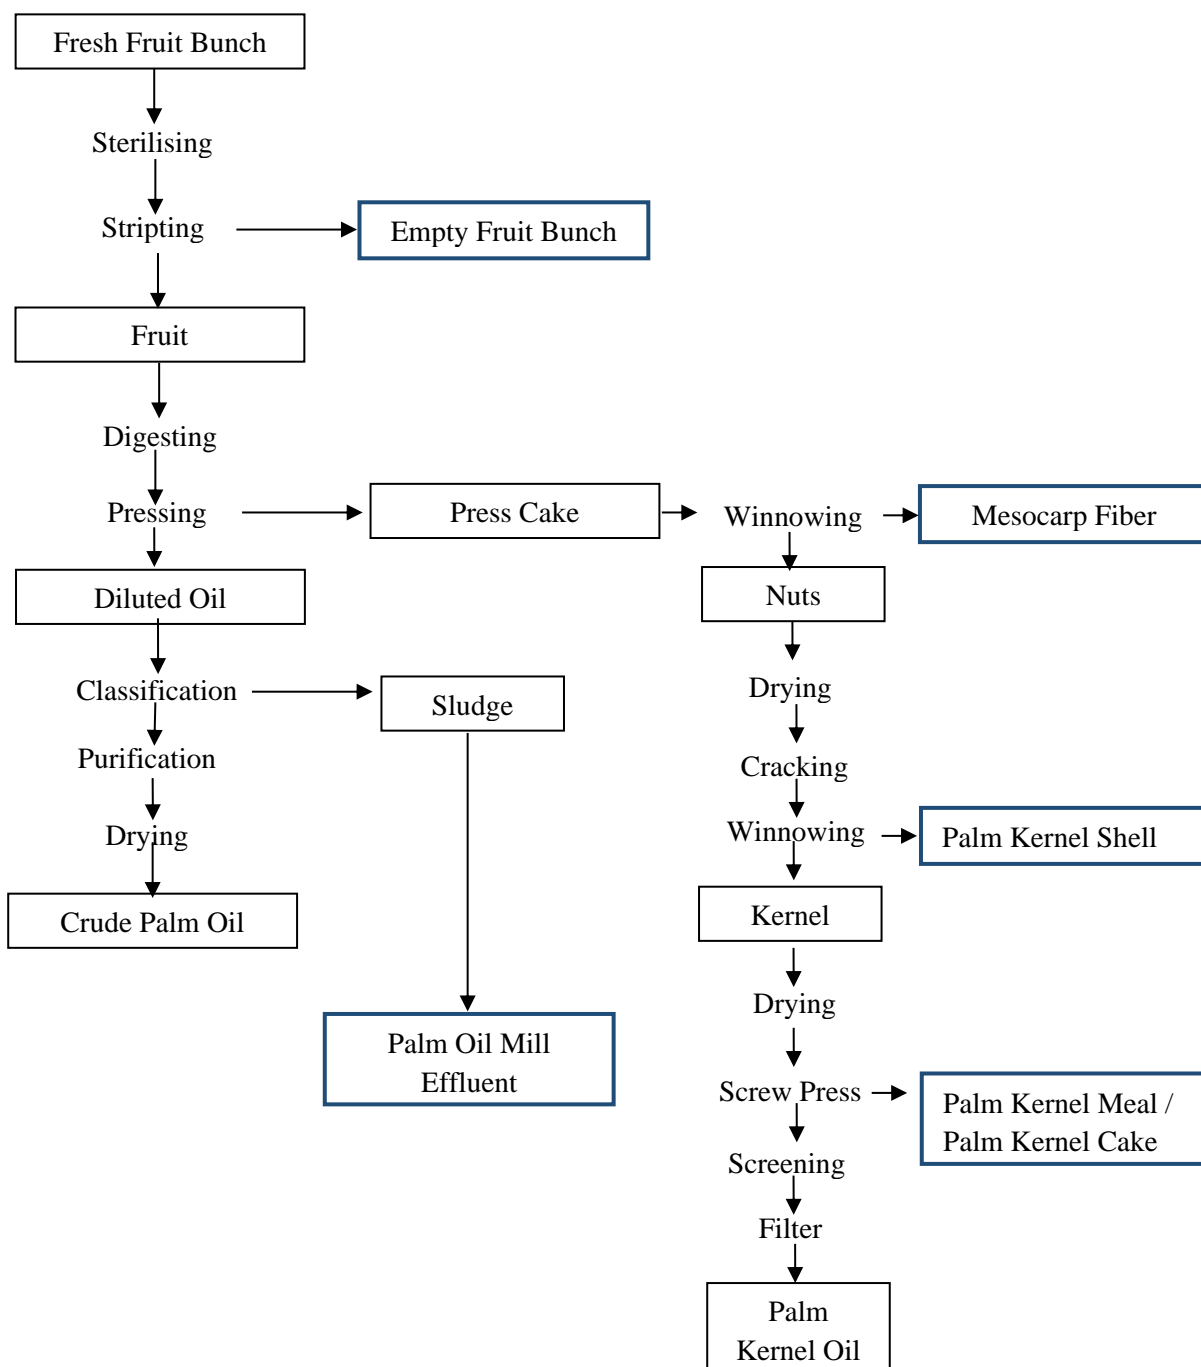 Fresh Fruit Bunch
Sterilising
Stripting
Empty Fruit Bunch
Fruit
Digesting
Pressing
Press Cake
Winnowing
Mesocarp Fiber
Diluted Oil
Nuts
Classification
Sludge
Drying
Purification
Cracking
Drying
Winnowing
Palm Kernel Shell
Crude Palm Oil
Kernel
Drying
Palm Oil Mill
Effluent
Screw Press
Palm Kernel Meal /
Palm Kernel Cake
Screening
Filter
Palm
Kernel Oil